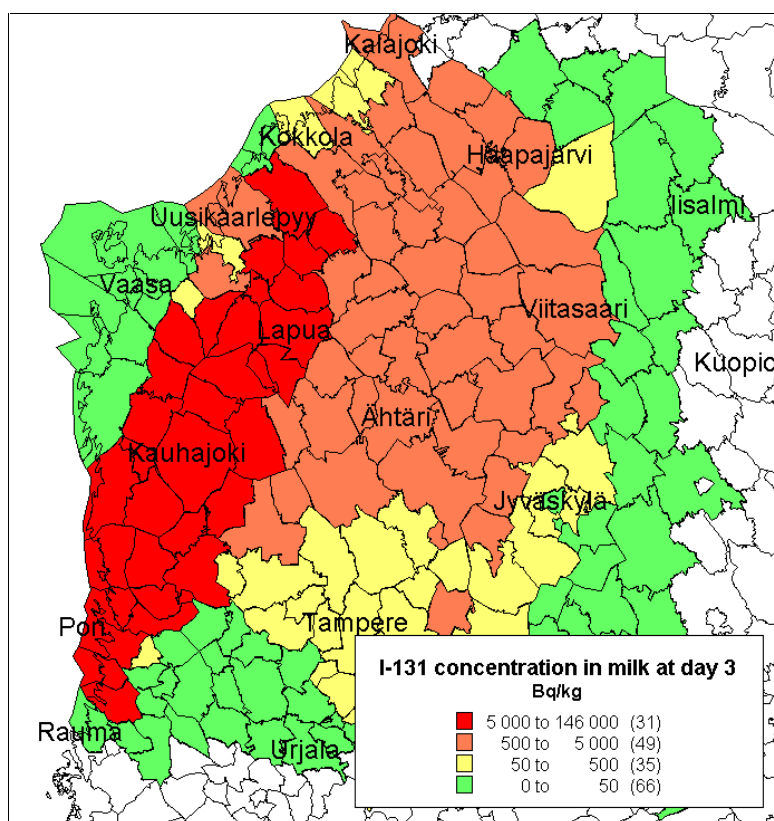 Kalajoki
Kokkola
Haapajärvi
Iisalmi
Uusikaarlepyy
Vaasa
Lapua
Viitasaari
Kuopio
Ähtäri
Kauhajoki
Jyväskylä
Pori
Tampere
Rauma
Urjala
I-131 concentration in milk at day 3
Bq/kg
5 000 to 146 000 (31)
500 to 5 000 (49)
50 to 500 (35)
0 to 50 (66)